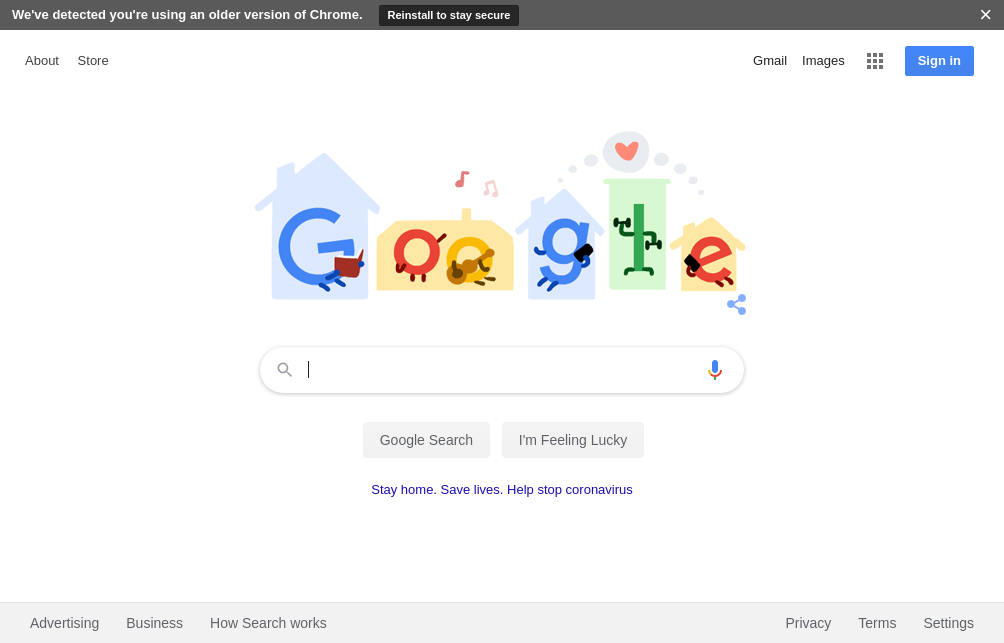 We've detected you're using an older version of Chrome. Reinstall to stay secure
About Store Gmail Images Sign in
Google
Google Search I'm Feeling Lucky
Stay home. Save lives. Help stop coronavirus
Advertising Business How Search works Privacy Terms Settings